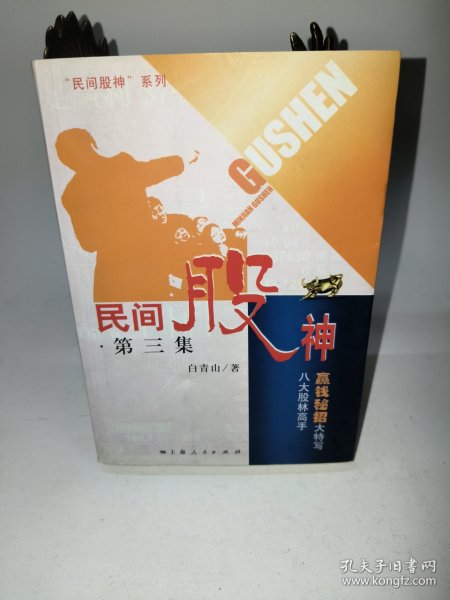 “民间股神”系列
GUSHEN
MINJIAN GUSHEN
民间股神
·第三集
白青山/著
八大股林高手
赢钱秘招大特写
上海人民出版社
孔夫子旧书网
www.kongfz.com